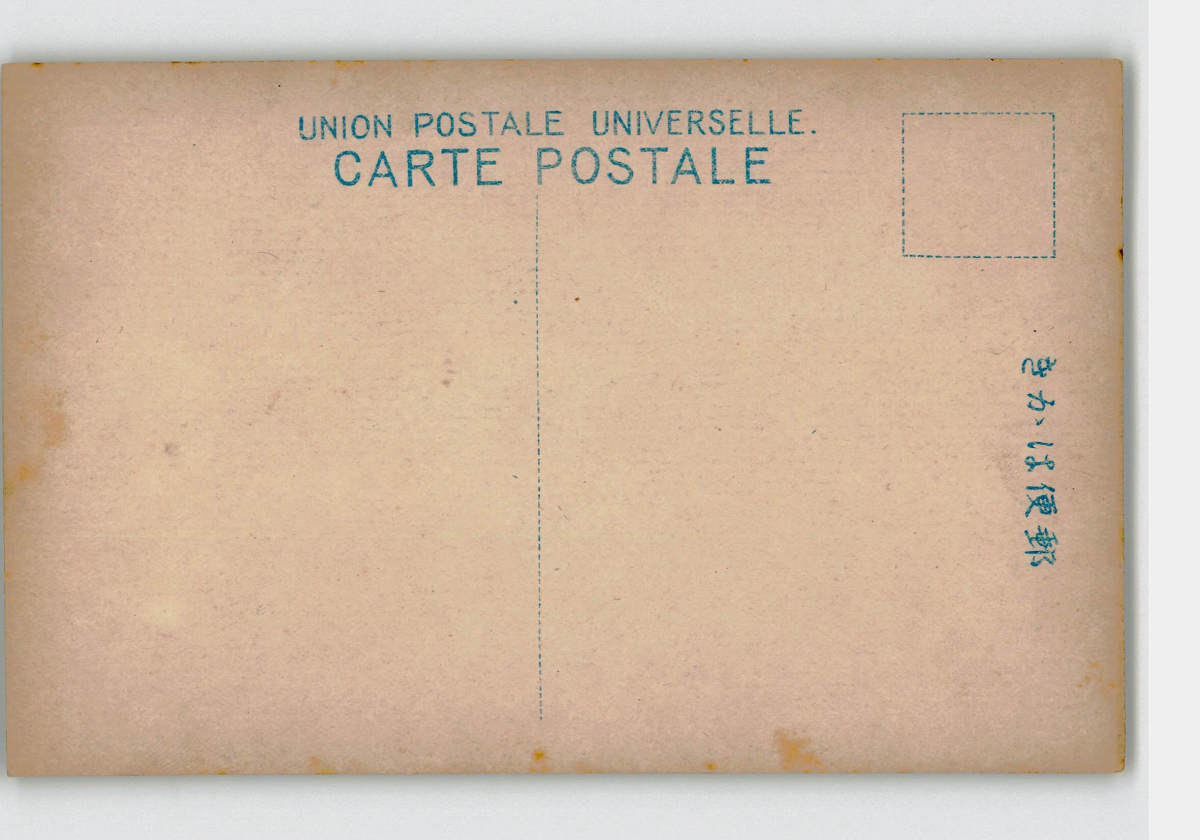 UNION POSTALE UNIVERSELLE.
CARTE POSTALE
きかは便郵